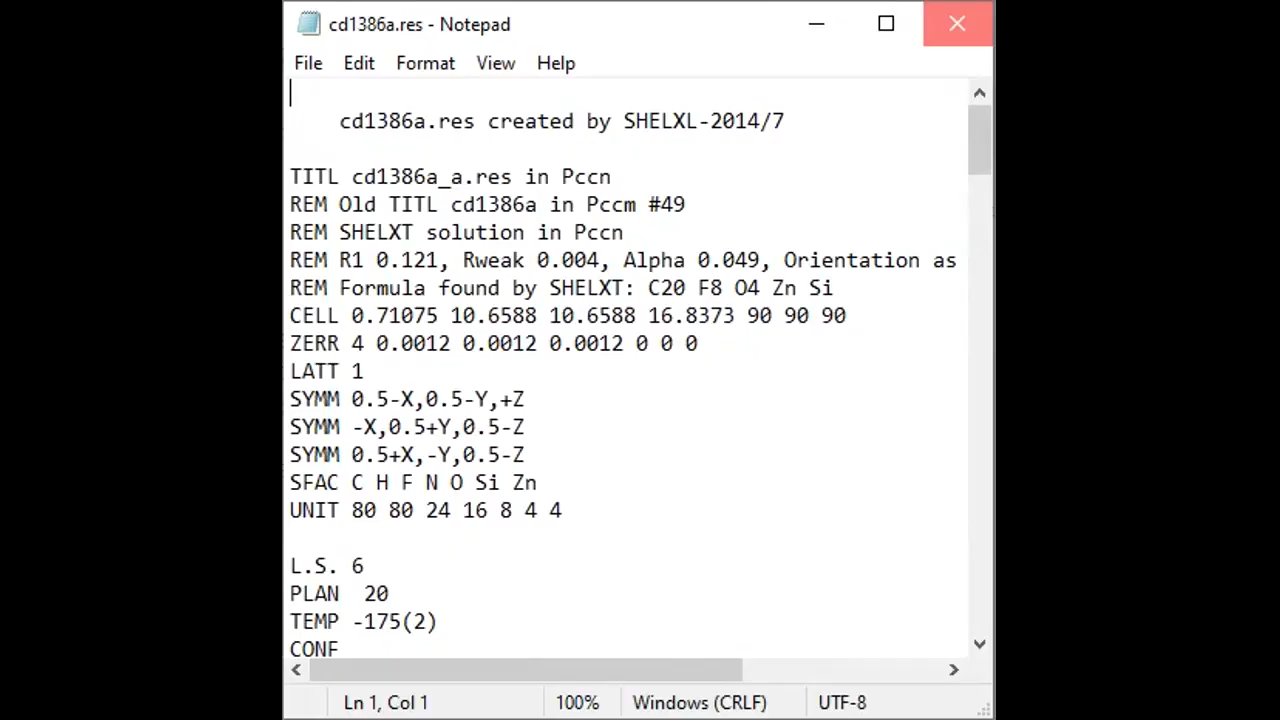 cd1386a.res - Notepad
File Edit Format View Help
cd1386a.res created by SHELXL-2014/7
TITL cd1386a_a.res in Pccn
REM Old TITL cd1386a in Pccm #49
REM SHELXT solution in Pccn
REM R1 0.121, Rweak 0.004, Alpha 0.049, Orientation as
REM Formula found by SHELXT: C20 F8 O4 Zn Si
CELL 0.71075 10.6588 10.6588 16.8373 90 90 90
ZERR 4 0.0012 0.0012 0.0012 0 0 0
LATT 1
SYMM 0.5-X,0.5-Y,+Z
SYMM -X,0.5+Y,0.5-Z
SYMM 0.5+X,-Y,0.5-Z
SFAC C H F N O Si Zn
UNIT 80 80 24 16 8 4 4
L.S. 6
PLAN  20
TEMP -175(2)
CONF
Ln 1, Col 1 100% Windows (CRLF) UTF-8